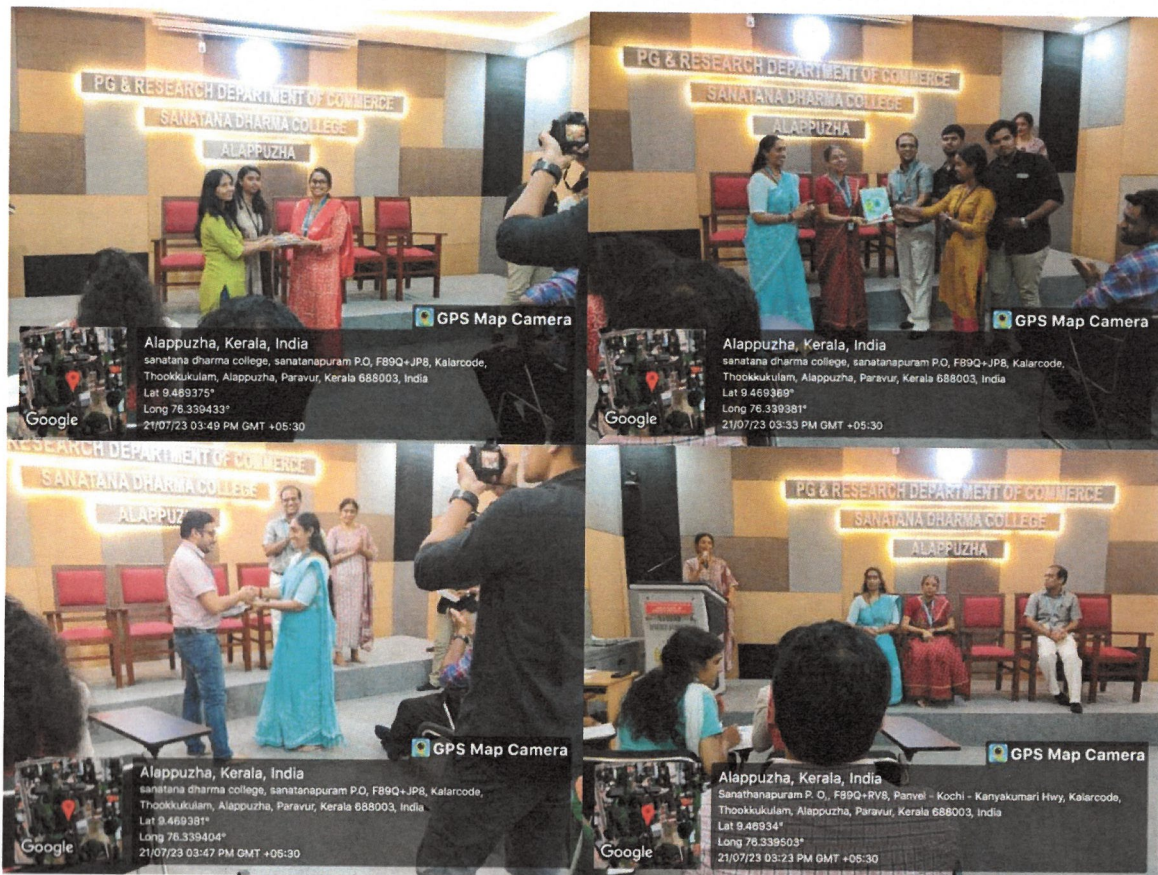 PG & RESEARCH DEPARTMENT OF COMMERCE
SANATANA DHARMA COLLEGE
ALAPPUZHA
GPS Map Camera
Alappuzha, Kerala, India
sanatana dharma college, sanatanapuram P.O, F89Q+JP8, Kalarcode,
Thookkukulam, Alappuzha, Paravur, Kerala 688003, India
Lat 9.469375°
Long 76.339433°
21/07/23 03:49 PM GMT +05:30
Google
PG & RESEARCH DEPARTMENT OF COMMERCE
SANATANA DHARMA COLLEGE
ALAPPUZHA
GPS Map Camera
Alappuzha, Kerala, India
sanatana dharma college, sanatanapuram P.O, F89Q+JP8, Kalarcode,
Thookkukulam, Alappuzha, Paravur, Kerala 688003, India
Lat 9.469369°
Long 76.339381°
21/07/23 03:33 PM GMT +05:30
Google
RESEARCH DEPARTMENT OF COMMERCE
SANATANA DHARMA COLLEGE
ALAPPUZ
GPS Map Camera
Alappuzha, Kerala, India
sanatana dharma college, sanatanapuram P.O, F89Q+JP8, Kalarcode,
Thookkukulam, Alappuzha, Paravur, Kerala 688003, India
Lat 9.469381°
Long 76.339404°
21/07/23 03:47 PM GMT +05:30
Google
PG & RESEARCH DEPARTMENT OF COMMERCE
SANATANA DHARMA COLLEGE
ALAPPUZHA
GPS Map Camera
Alappuzha, Kerala, India
Sanathanapuram P. O,, F89Q+RV8, Panvel - Kochi - Kanyakumari Hwy, Kalarcode,
Thookkukulam, Alappuzha, Paravur, Kerala 688003, India
Lat 9.46934°
Long 76.339503°
21/07/23 03:23 PM GMT +05:30
Google